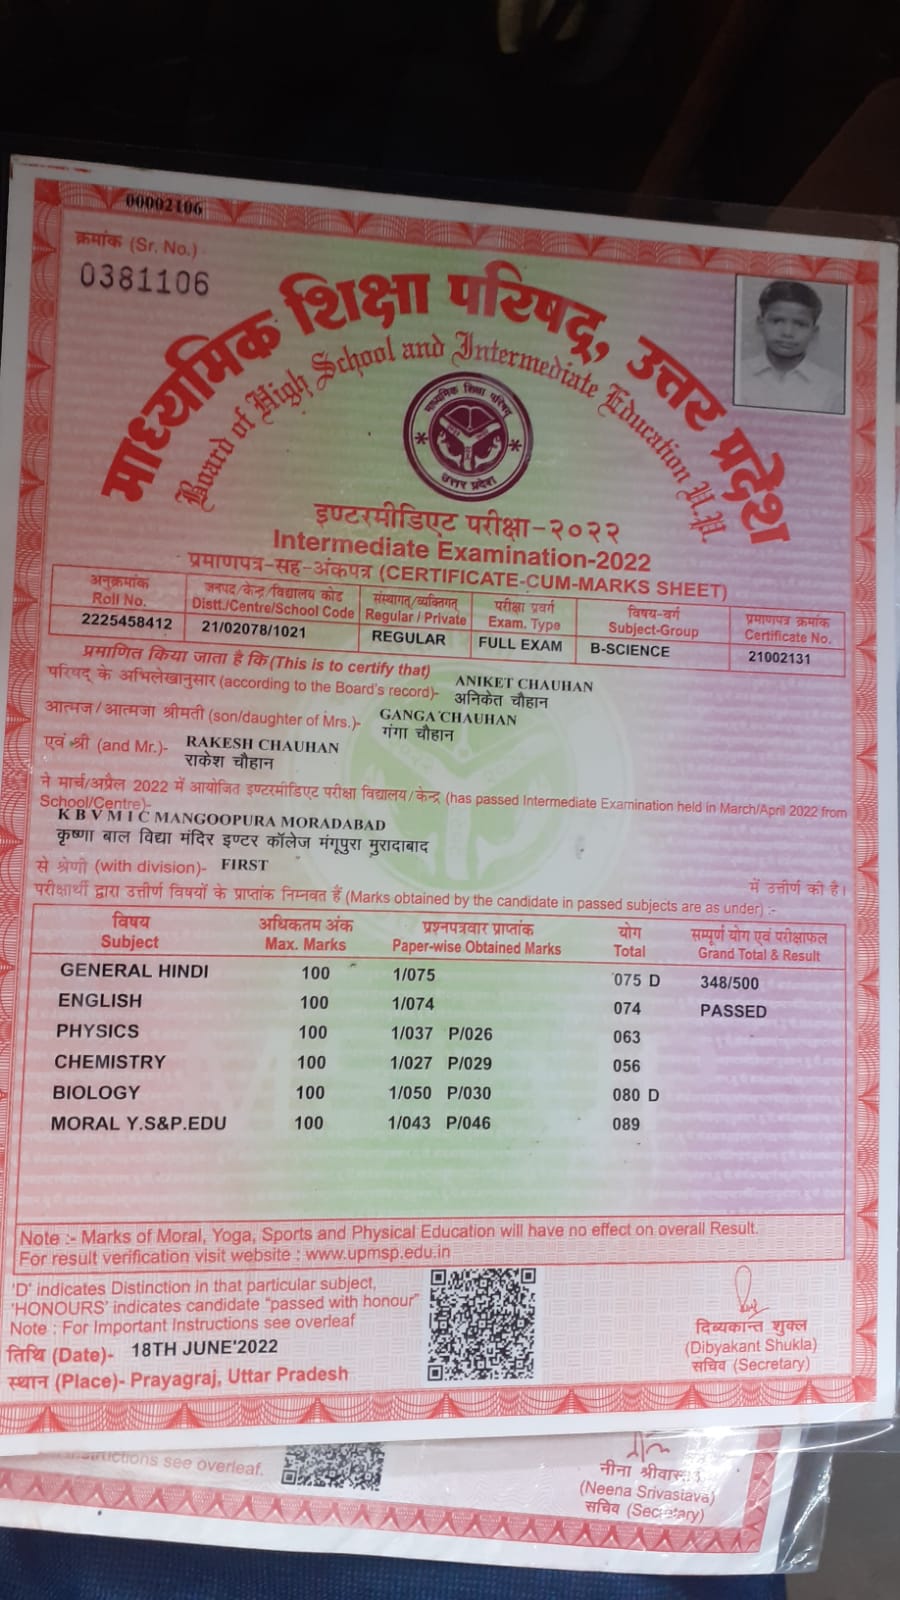 00002106
क्रमांक (Sr. No.)
0381106
माध्यमिक शिक्षा परिषद्, उत्तर प्रदेश
Board of High School and Intermediate Education U.P.
माध्यमिक शिक्षा परिषद्
उत्तर प्रदेश
इण्टरमीडिएट परीक्षा-२०२२
Intermediate Examination-2022
प्रमाणपत्र-सह-अंकपत्र (CERTIFICATE-CUM-MARKS SHEET)
अनुक्रमांक जनपद/केन्द्र/विद्यालय कोड संस्थागत/व्यक्तिगत् परीक्षा प्रवर्ग विषय-वर्ग प्रमाणपत्र क्रमांक
Roll No. Distt./Centre/School Code Regular / Private Exam. Type Subject-Group Certificate No.
2225458412 21/02078/1021 REGULAR FULL EXAM B-SCIENCE 21002131
प्रमाणित किया जाता है कि (This is to certify that)
परिषद् के अभिलेखानुसार (according to the Board's record)- ANIKET CHAUHAN
अनिकेत चौहान
आत्मज/आत्मजा श्रीमती (son/daughter of Mrs.)- GANGA CHAUHAN
गंगा चौहान
एवं श्री (and Mr.)- RAKESH CHAUHAN
राकेश चौहान
ने मार्च/अप्रैल 2022 में आयोजित इण्टरमीडिएट परीक्षा विद्यालय/केन्द्र (has passed Intermediate Examination held in March/April 2022 from
School/Centre)-
K B V M I C MANGOOPURA MORADABAD
कृष्णा बाल विद्या मंदिर इण्टर कॉलेज मंगूपुरा मुरादाबाद
से श्रेणी (with division)- FIRST में उत्तीर्ण की है।
परीक्षार्थी द्वारा उत्तीर्ण विषयों के प्राप्तांक निम्नवत हैं (Marks obtained by the candidate in passed subjects are as under) :-
विषय अधिकतम अंक प्रश्नपत्रवार प्राप्तांक योग सम्पूर्ण योग एवं परीक्षाफल
Subject Max. Marks Paper-wise Obtained Marks Total Grand Total & Result
GENERAL HINDI 100 1/075 075 D 348/500
ENGLISH 100 1/074 074 PASSED
PHYSICS 100 1/037 P/026 063
CHEMISTRY 100 1/027 P/029 056
BIOLOGY 100 1/050 P/030 080 D
MORAL Y.S&P.EDU 100 1/043 P/046 089
Note :- Marks of Moral, Yoga, Sports and Physical Education will have no effect on overall Result.
For result verification visit website : www.upmsp.edu.in
'D' indicates Distinction in that particular subject,
'HONOURS' indicates candidate "passed with honour"
Note : For Important Instructions see overleaf
तिथि (Date)- 18TH JUNE'2022
स्थान (Place)- Prayagraj, Uttar Pradesh
दिव्यकान्त शुक्ल
(Dibyakant Shukla)
सचिव (Secretary)
Instructions see overleaf.
नीना श्रीवास्तव
(Neena Srivastava)
सचिव (Secretary)